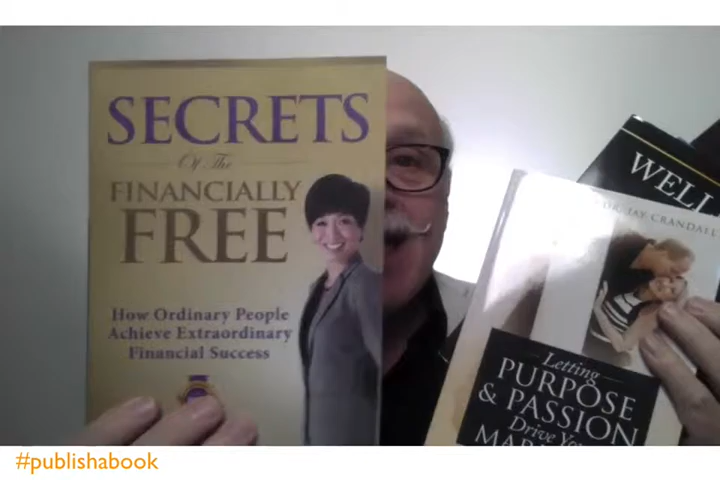 SECRETS
Of The
FINANCIALLY
FREE
How Ordinary People
Achieve Extraordinary
Financial Success
WELL
DR. JAY CRANDALL
Letting
PURPOSE
& PASSION
Drive
#publishabook